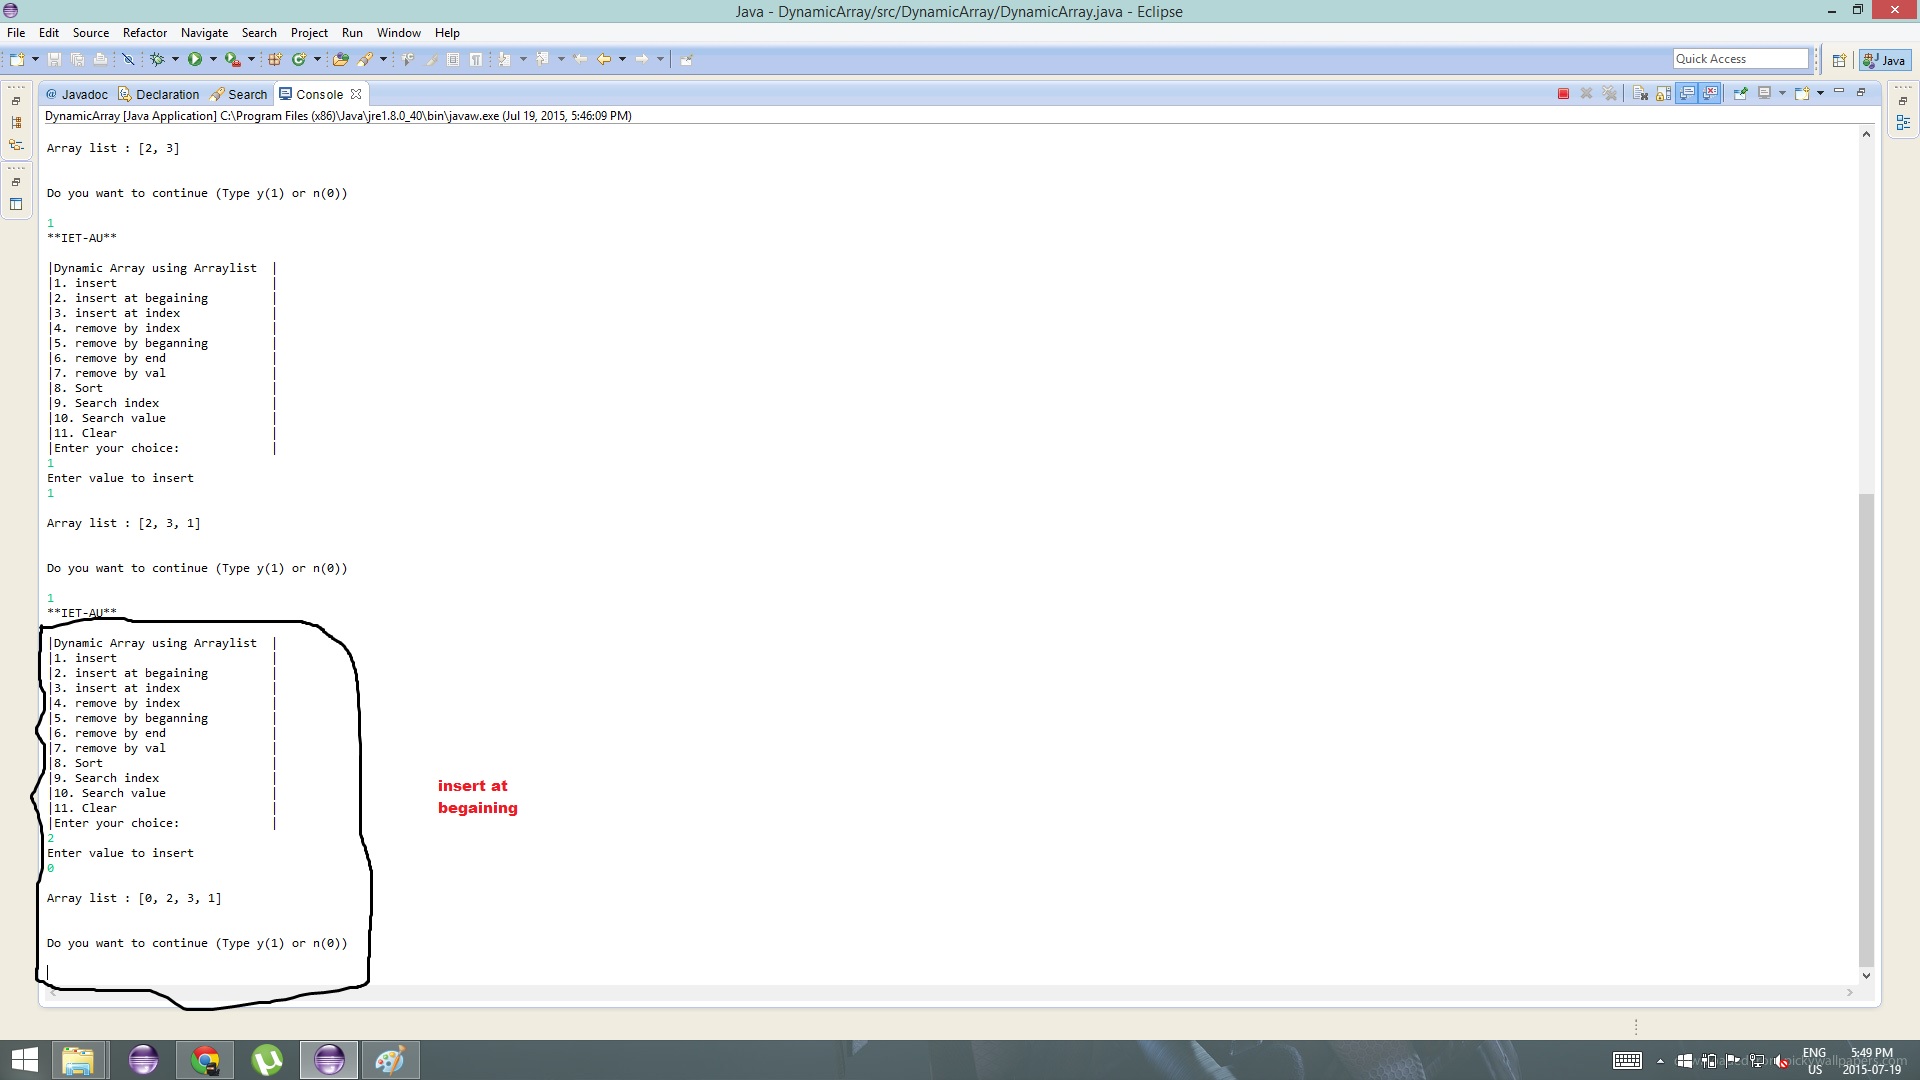 Java - DynamicArray/src/DynamicArray/DynamicArray.java - Eclipse
File Edit Source Refactor Navigate Search Project Run Window Help
Quick Access
Java
@ Javadoc Declaration Search Console
DynamicArray [Java Application] C:\Program Files (x86)\Java\jre1.8.0_40\bin\javaw.exe (Jul 19, 2015, 5:46:09 PM)
Array list : [2, 3]
Do you want to continue (Type y(1) or n(0))
1
**IET-AU**
|Dynamic Array using Arraylist |
|1. insert |
|2. insert at begaining |
|3. insert at index |
|4. remove by index |
|5. remove by beganning |
|6. remove by end |
|7. remove by val |
|8. Sort |
|9. Search index |
|10. Search value |
|11. Clear |
|Enter your choice: |
1
Enter value to insert
1
Array list : [2, 3, 1]
Do you want to continue (Type y(1) or n(0))
1
**IET-AU**
|Dynamic Array using Arraylist |
|1. insert |
|2. insert at begaining |
|3. insert at index |
|4. remove by index |
|5. remove by beganning |
|6. remove by end |
|7. remove by val |
|8. Sort |
|9. Search index |
|10. Search value |
|11. Clear |
|Enter your choice: |
2
Enter value to insert
0
Array list : [0, 2, 3, 1]
Do you want to continue (Type y(1) or n(0))
insert at
begaining
ENG
US
5:49 PM
2015-07-19